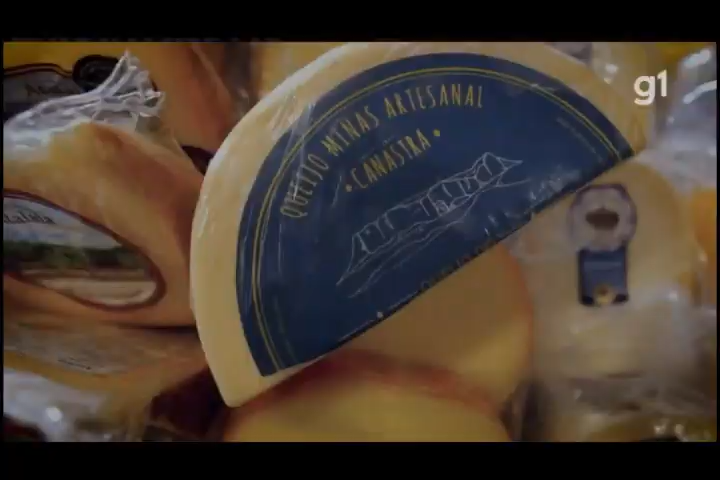 g1
QUEIJO MINAS ARTESANAL
• CANASTRA •